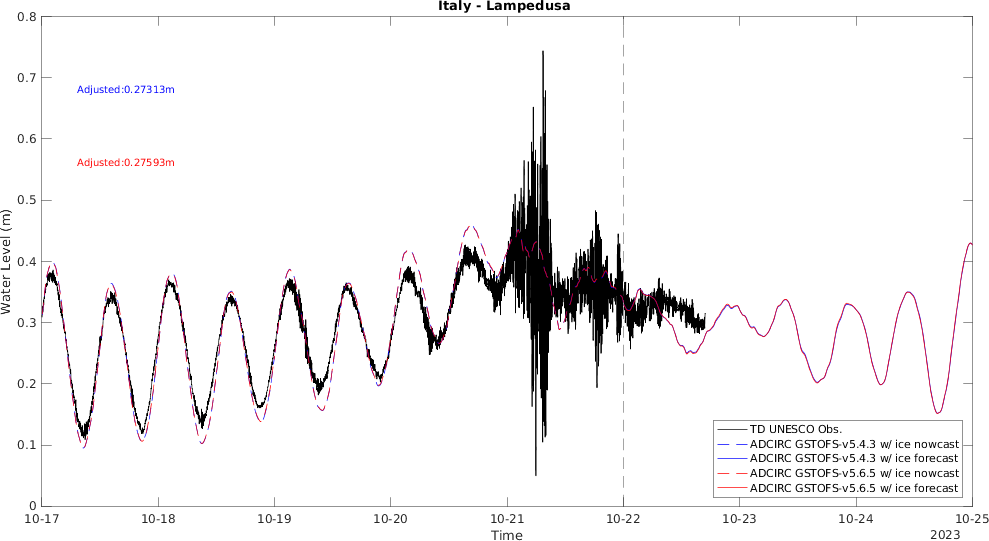 Italy - Lampedusa
0.8
0.7
Adjusted:0.27313m
0.6
Adjusted:0.27593m
0.5
0.4
Water Level (m)
0.3
0.2
0.1
0
TD UNESCO Obs.
ADCIRC GSTOFS-v5.4.3 w/ ice nowcast
ADCIRC GSTOFS-v5.4.3 w/ ice forecast
ADCIRC GSTOFS-v5.6.5 w/ ice nowcast
ADCIRC GSTOFS-v5.6.5 w/ ice forecast
10-17 10-18 10-19 10-20 10-21 10-22 10-23 10-24 10-25
Time
2023